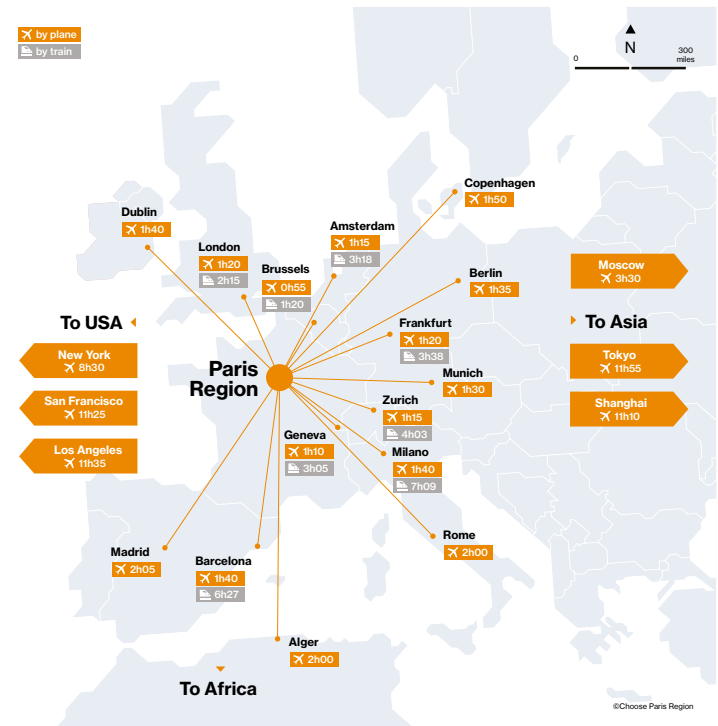 by plane
by train
N
0
300
miles
Copenhagen
1h50
Dublin
1h40
Amsterdam
1h15
3h18
London
1h20
2h15
Brussels
0h55
1h20
Berlin
1h35
Moscow
3h30
To USA
Frankfurt
1h20
3h38
To Asia
New York
8h30
Paris
Region
Munich
1h30
Tokyo
11h55
San Francisco
11h25
Zurich
1h15
4h03
Shanghai
11h10
Los Angeles
11h35
Geneva
1h10
3h05
Milano
1h40
7h09
Rome
2h00
Madrid
2h05
Barcelona
1h40
6h27
Alger
2h00
To Africa
©Choose Paris Region